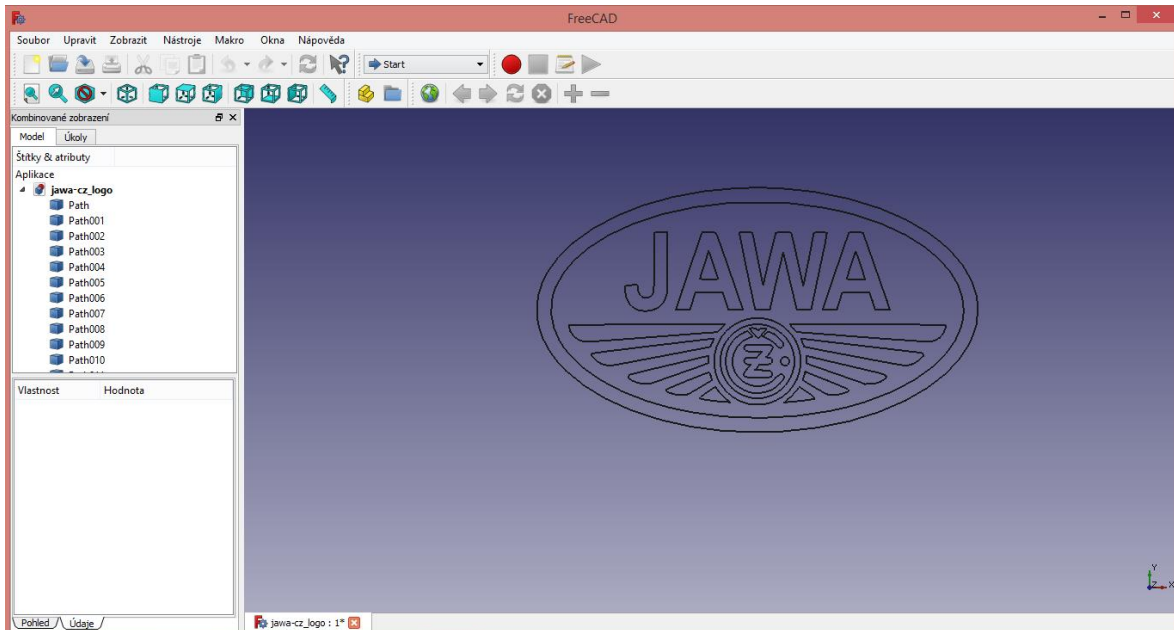 FreeCAD
Soubor Upravit Zobrazit Nástroje Makro Okna Nápověda
Start
Kombinované zobrazení
Model Úkoly
Štítky & atributy
Aplikace
jawa-cz_logo
Path
Path001
Path002
Path003
Path004
Path005
Path006
Path007
Path008
Path009
Path010
Vlastnost Hodnota
JAWA
ČZ
Y
Z X
Pohled Údaje
jawa-cz_logo : 1*